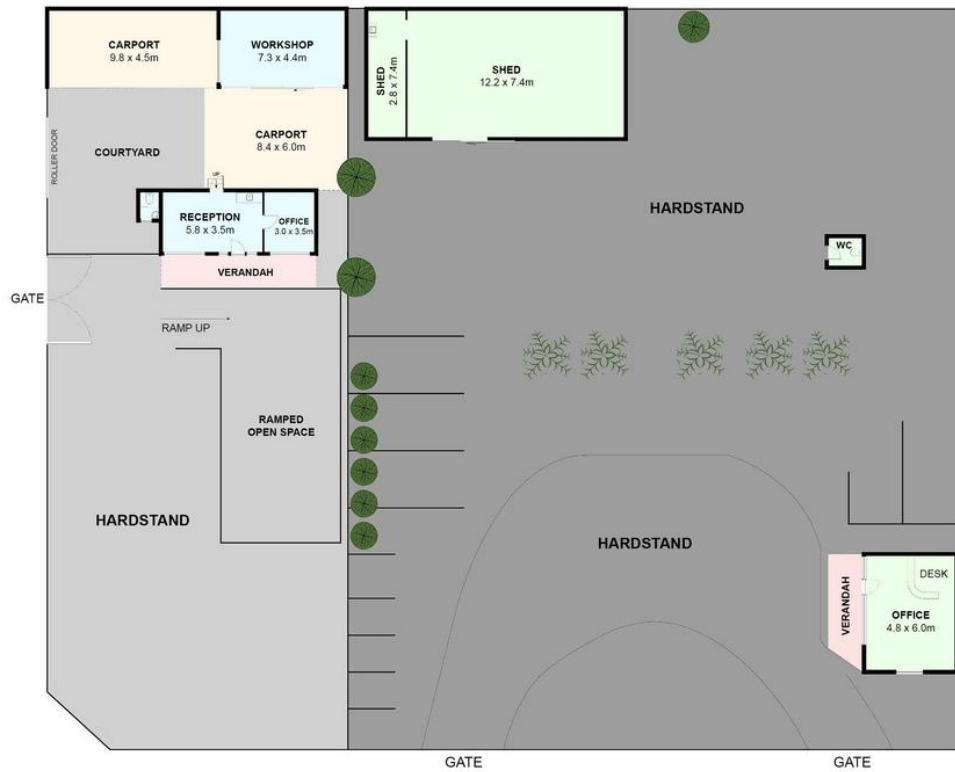 CARPORT
9.8 x 4.5m
WORKSHOP
7.3 x 4.4m
SHED
2.8 x 7.4m
SHED
12.2 x 7.4m
ROLLER DOOR
COURTYARD
CARPORT
8.4 x 6.0m
UP
RECEPTION
5.8 x 3.5m
OFFICE
3.0 x 3.5m
VERANDAH
HARDSTAND
WC
GATE
RAMP UP
RAMPED
OPEN SPACE
HARDSTAND
HARDSTAND
VERANDAH
DESK
OFFICE
4.8 x 6.0m
GATE
GATE